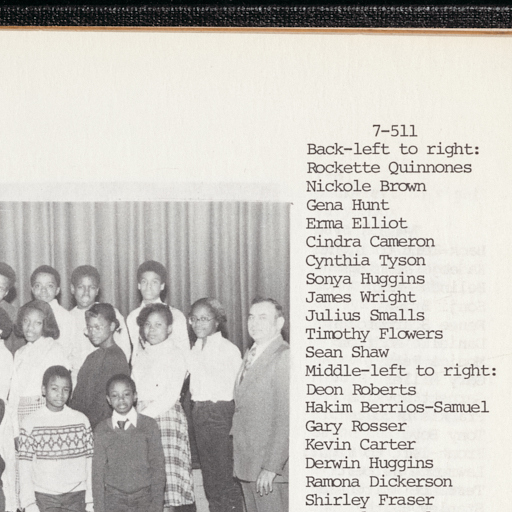 7-511
Back-left to right:
Rockette Quinnones
Nickole Brown
Gena Hunt
Erma Elliot
Cindra Cameron
Cynthia Tyson
Sonya Huggins
James Wright
Julius Smalls
Timothy Flowers
Sean Shaw
Middle-left to right:
Deon Roberts
Hakim Berrios-Samuel
Gary Rosser
Kevin Carter
Derwin Huggins
Ramona Dickerson
Shirley Fraser